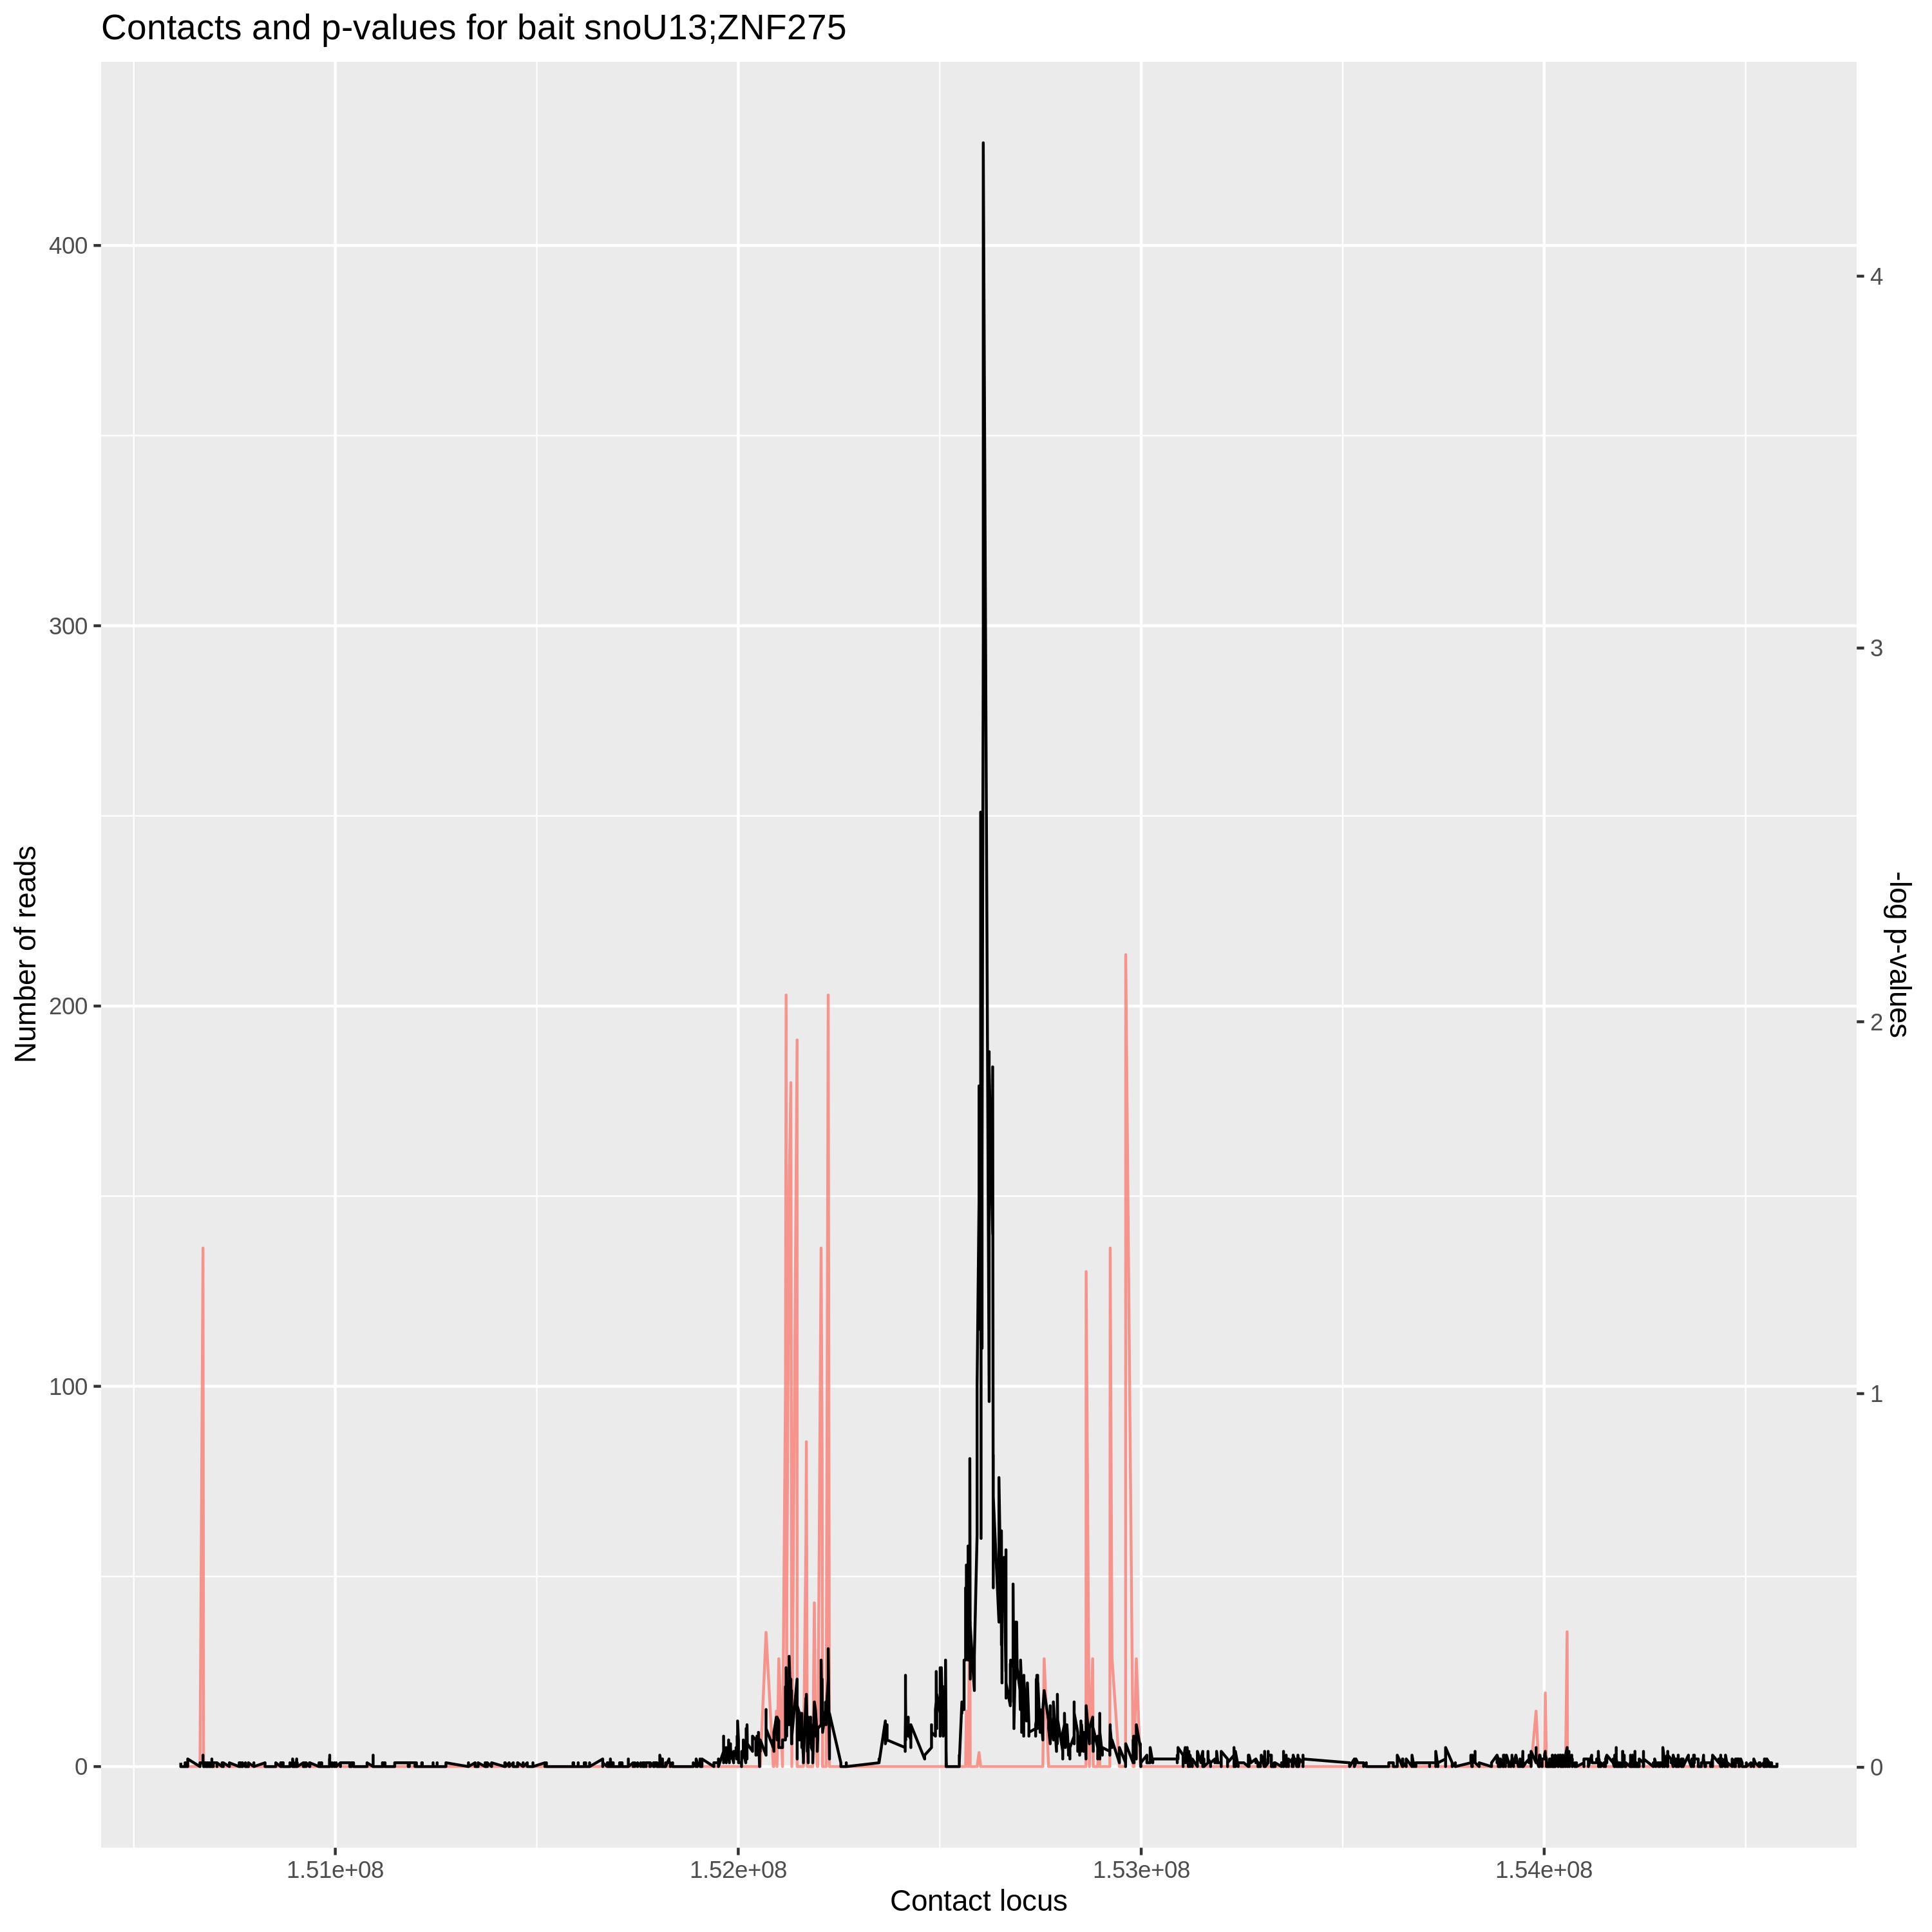 Contacts and p-values for bait snoU13;ZNF275
400
300
200
100
0
Number of reads
4
3
2
1
0
-log p-values
1.51e+08
1.52e+08
1.53e+08
1.54e+08
Contact locus